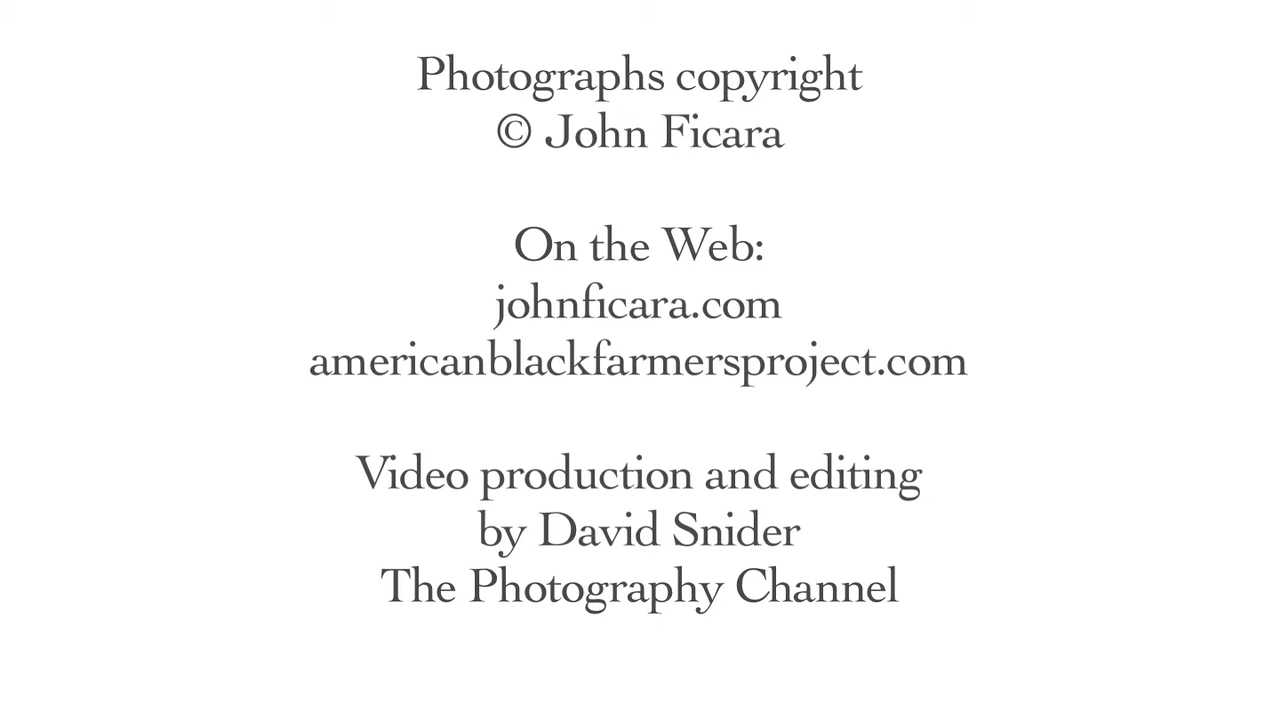 Photographs copyright
© John Ficara
On the Web:
johnficara.com
americanblackfarmersproject.com
Video production and editing
by David Snider
The Photography Channel